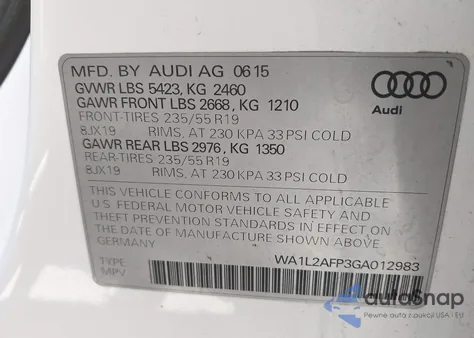 MFD. BY AUDI AG 06 15
GVWR LBS 5423, KG 2460
GAWR FRONT LBS 2668, KG 1210
FRONT-TIRES 235/55 R19
8JX19 RIMS, AT 230 KPA 33 PSI COLD
GAWR REAR LBS 2976, KG 1350
REAR-TIRES 235/55 R19
8JX19 RIMS, AT 230 KPA 33 PSI COLD
Audi
THIS VEHICLE CONFORMS TO ALL APPLICABLE
U.S. FEDERAL MOTOR VEHICLE SAFETY AND
THEFT PREVENTION STANDARDS IN EFFECT ON
THE DATE OF MANUFACTURE SHOWN ABOVE.
GERMANY
WA1L2AFP3GA012983
TYPE
MPV
autoSnap
Pewne auta z USA i EU